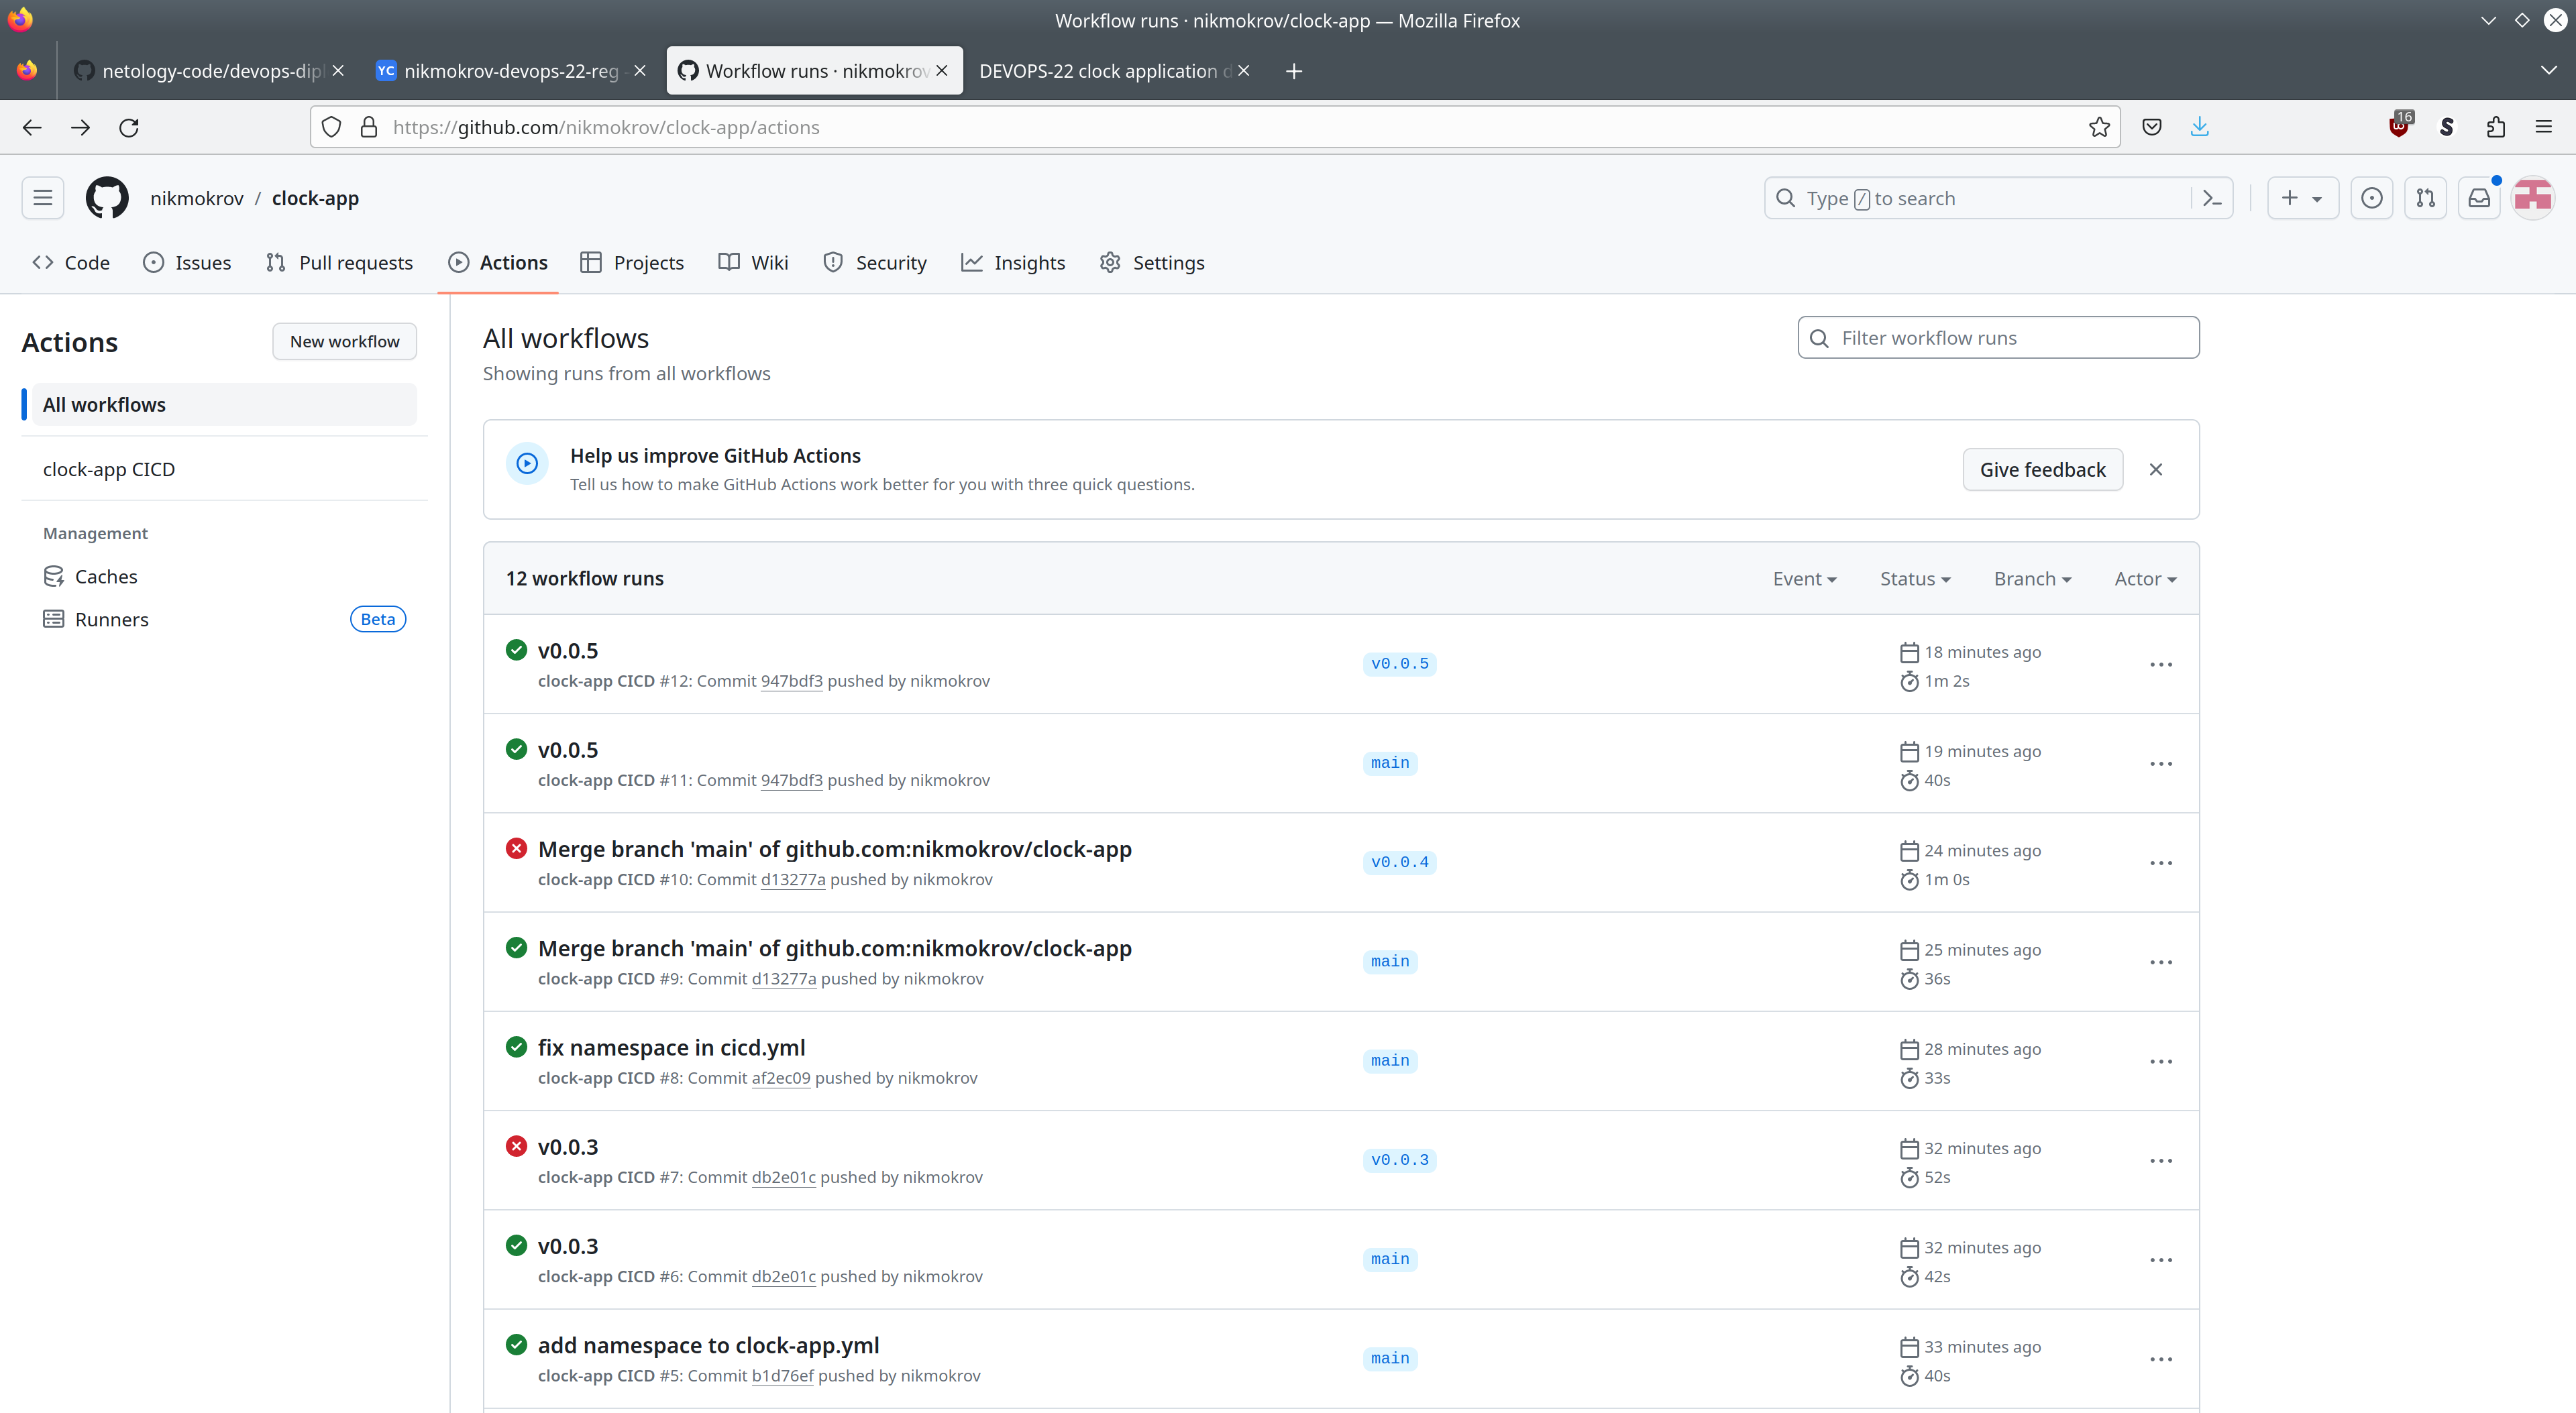 Workflow runs · nikmokrov/clock-app — Mozilla Firefox
netology-code/devops-dipl
YC nikmokrov-devops-22-reg -
Workflow runs · nikmokrov
DEVOPS-22 clock application d
https://github.com/nikmokrov/clock-app/actions
16
nikmokrov / clock-app
Type / to search
Code
Issues
Pull requests
Actions
Projects
Wiki
Security
Insights
Settings
Actions
New workflow
All workflows
clock-app CICD
Management
Caches
Runners
Beta
All workflows
Filter workflow runs
Showing runs from all workflows
Help us improve GitHub Actions
Tell us how to make GitHub Actions work better for you with three quick questions.
Give feedback
12 workflow runs
Event
Status
Branch
Actor
v0.0.5
clock-app CICD #12: Commit 947bdf3 pushed by nikmokrov
v0.0.5
18 minutes ago
1m 2s
v0.0.5
clock-app CICD #11: Commit 947bdf3 pushed by nikmokrov
main
19 minutes ago
40s
Merge branch 'main' of github.com:nikmokrov/clock-app
clock-app CICD #10: Commit d13277a pushed by nikmokrov
v0.0.4
24 minutes ago
1m 0s
Merge branch 'main' of github.com:nikmokrov/clock-app
clock-app CICD #9: Commit d13277a pushed by nikmokrov
main
25 minutes ago
36s
fix namespace in cicd.yml
clock-app CICD #8: Commit af2ec09 pushed by nikmokrov
main
28 minutes ago
33s
v0.0.3
clock-app CICD #7: Commit db2e01c pushed by nikmokrov
v0.0.3
32 minutes ago
52s
v0.0.3
clock-app CICD #6: Commit db2e01c pushed by nikmokrov
main
32 minutes ago
42s
add namespace to clock-app.yml
clock-app CICD #5: Commit b1d76ef pushed by nikmokrov
main
33 minutes ago
40s